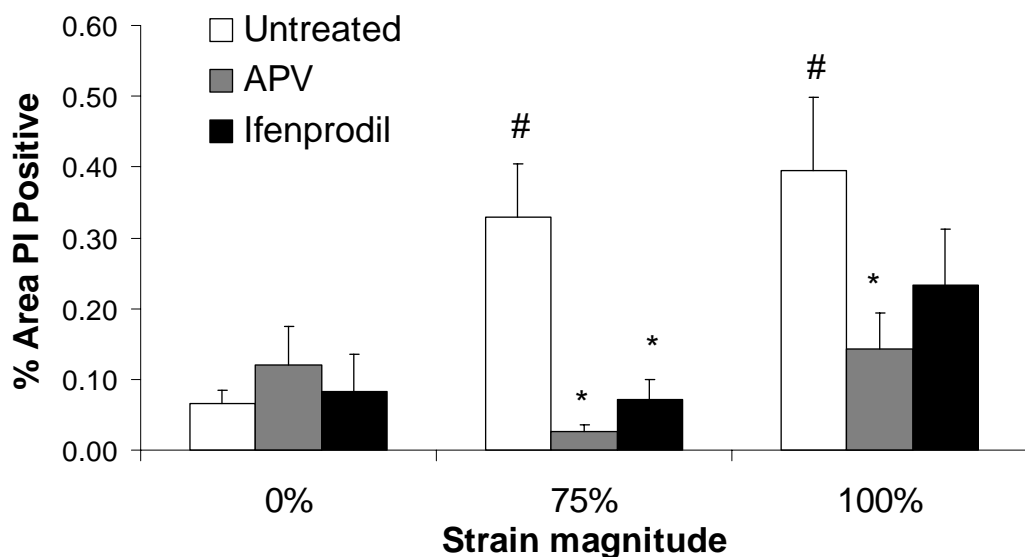 0.60
0.50
0.40
0.30
0.20
0.10
0.00
% Area PI Positive
Untreated
APV
Ifenprodil
#
#
*
*
*
0% 75% 100%
Strain magnitude